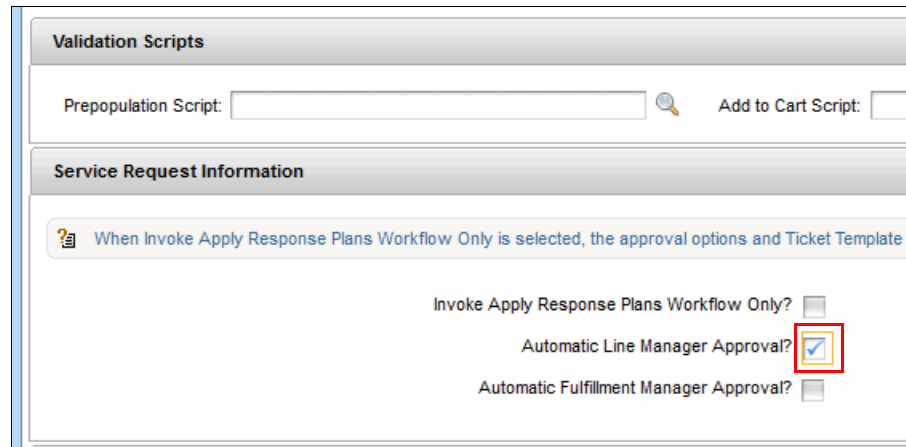 Validation Scripts
Prepopulation Script: Add to Cart Script:
Service Request Information
When Invoke Apply Response Plans Workflow Only is selected, the approval options and Ticket Template
Invoke Apply Response Plans Workflow Only?
Automatic Line Manager Approval?
Automatic Fulfillment Manager Approval?